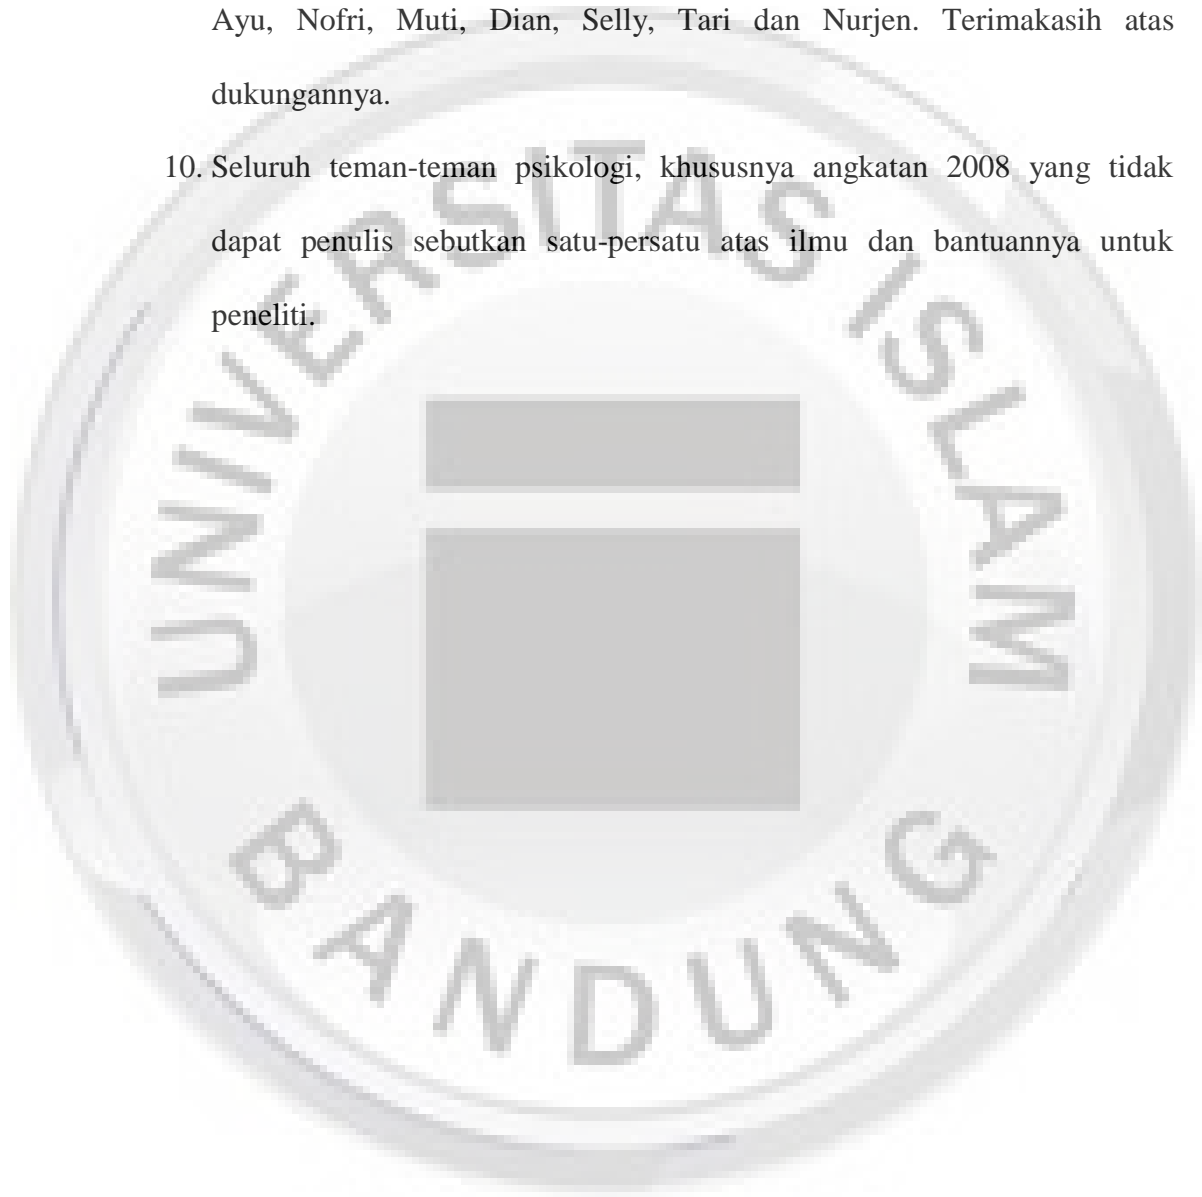 Ayu, Nofri, Muti, Dian, Selly, Tari dan Nurjen. Terimakasih atas
dukungannya.
10. Seluruh teman-teman psikologi, khususnya angkatan 2008 yang tidak
dapat penulis sebutkan satu-persatu atas ilmu dan bantuannya untuk
peneliti.
UNIVERSITAS ISLAM
BANDUNG